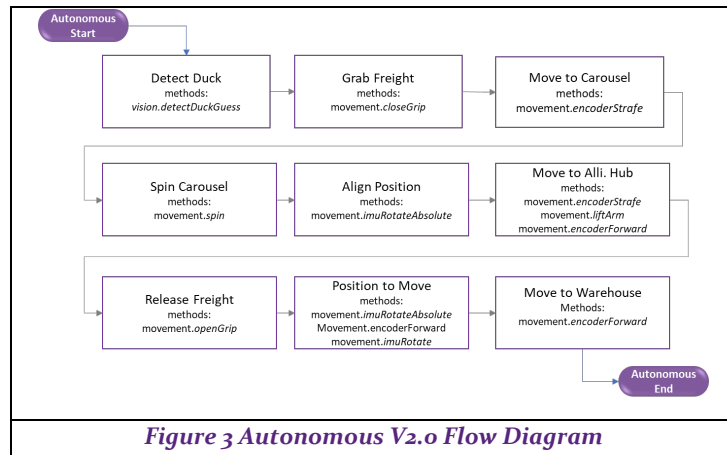 Autonomous
Start
Detect Duck
methods:
vision.detectDuckGuess
Grab Freight
methods:
movement.closeGrip
Move to Carousel
methods:
movement.encoderStrafe
Spin Carousel
methods:
movement.spin
Align Position
methods:
movement.imuRotateAbsolute
Move to Alli. Hub
methods:
movement.encoderStrafe
movement.liftArm
movement.encoderForward
Release Freight
methods:
movement.openGrip
Position to Move
methods:
movement.imuRotateAbsolute
Movement.encoderForward
movement.imuRotate
Move to Warehouse
Methods:
movement.encoderForward
Autonomous
End
Figure 3 Autonomous V2.0 Flow Diagram